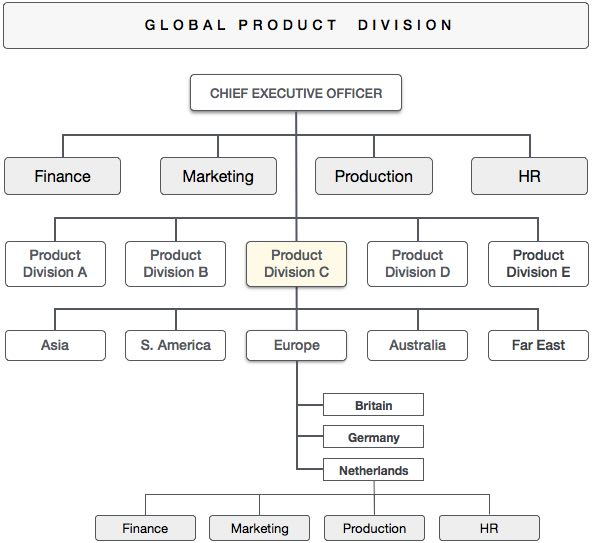 GLOBAL PRODUCT DIVISION
CHIEF EXECUTIVE OFFICER
Finance
Marketing
Production
HR
Product
Division A
Product
Division B
Product
Division C
Product
Division D
Product
Division E
Asia
S. America
Europe
Australia
Far East
Britain
Germany
Netherlands
Finance
Marketing
Production
HR